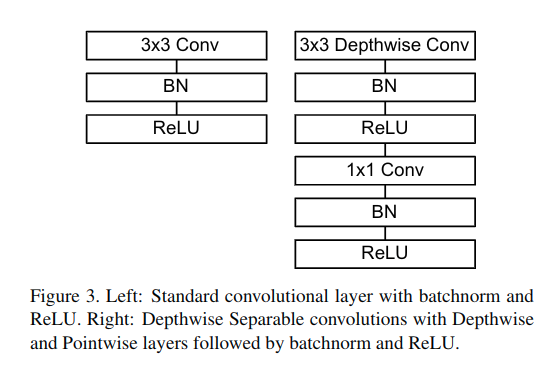 3x3 Conv
BN
ReLU
3x3 Depthwise Conv
BN
ReLU
1x1 Conv
BN
ReLU
Figure 3. Left: Standard convolutional layer with batchnorm and
ReLU. Right: Depthwise Separable convolutions with Depthwise
and Pointwise layers followed by batchnorm and ReLU.